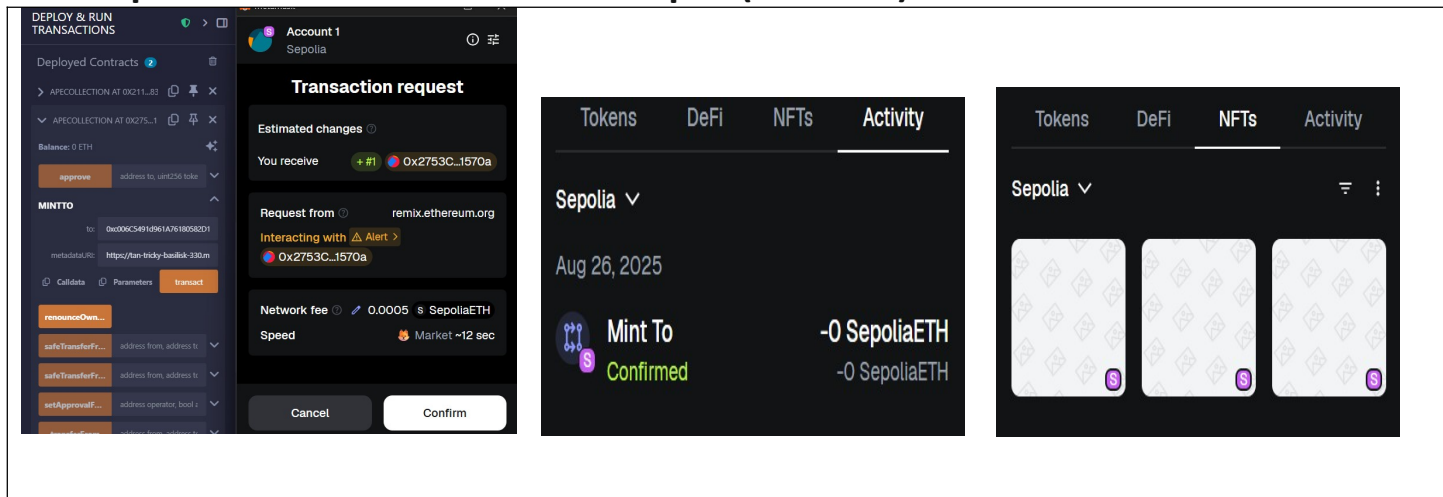 DEPLOY & RUN
TRANSACTIONS
Deployed Contracts 2
APECOLLECTION AT 0X211...83
APECOLLECTION AT 0X275...1
Balance: 0 ETH
approve address to, uint256 toke
MINTTO
to: 0xc006C5491d961A76180582D1
metadataURI: https://tan-tricky-basilisk-330.m
Calldata Parameters transact
renounceOwn...
safeTransferFr... address from, address to
safeTransferFr... address from, address to
setApprovalF... address operator, bool a
Account 1
Sepolia
Transaction request
Estimated changes
You receive + #1 0x2753C...1570a
Request from remix.ethereum.org
Interacting with Alert >
0x2753C...1570a
Network fee 0.0005 S SepoliaETH
Speed Market ~12 sec
Cancel Confirm
Tokens DeFi NFTs Activity
Sepolia
Aug 26, 2025
Mint To -0 SepoliaETH
S
Confirmed -0 SepoliaETH
Tokens DeFi NFTs Activity
Sepolia
S S S